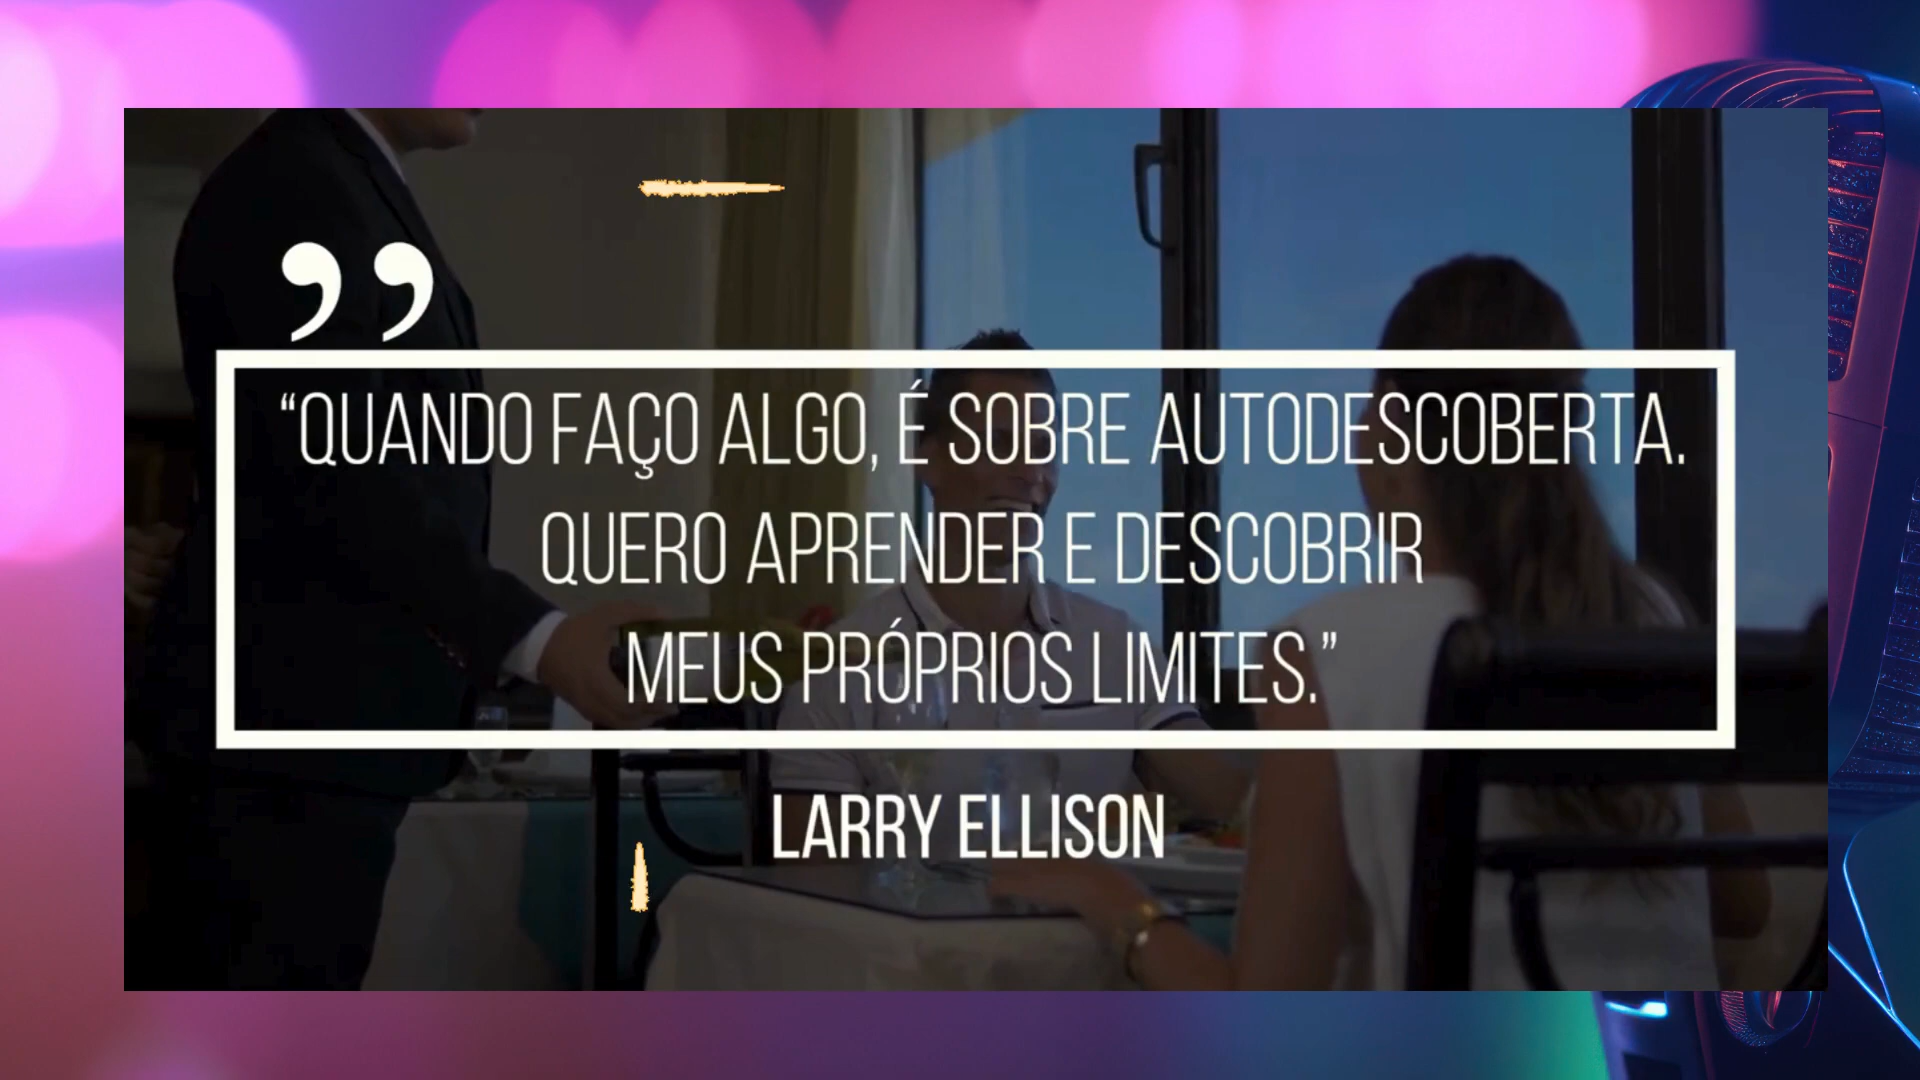 ”
“QUANDO FAÇO ALGO, É SOBRE AUTODESCOBERTA.
QUERO APRENDER E DESCOBRIR
MEUS PRÓPRIOS LIMITES.”
LARRY ELLISON